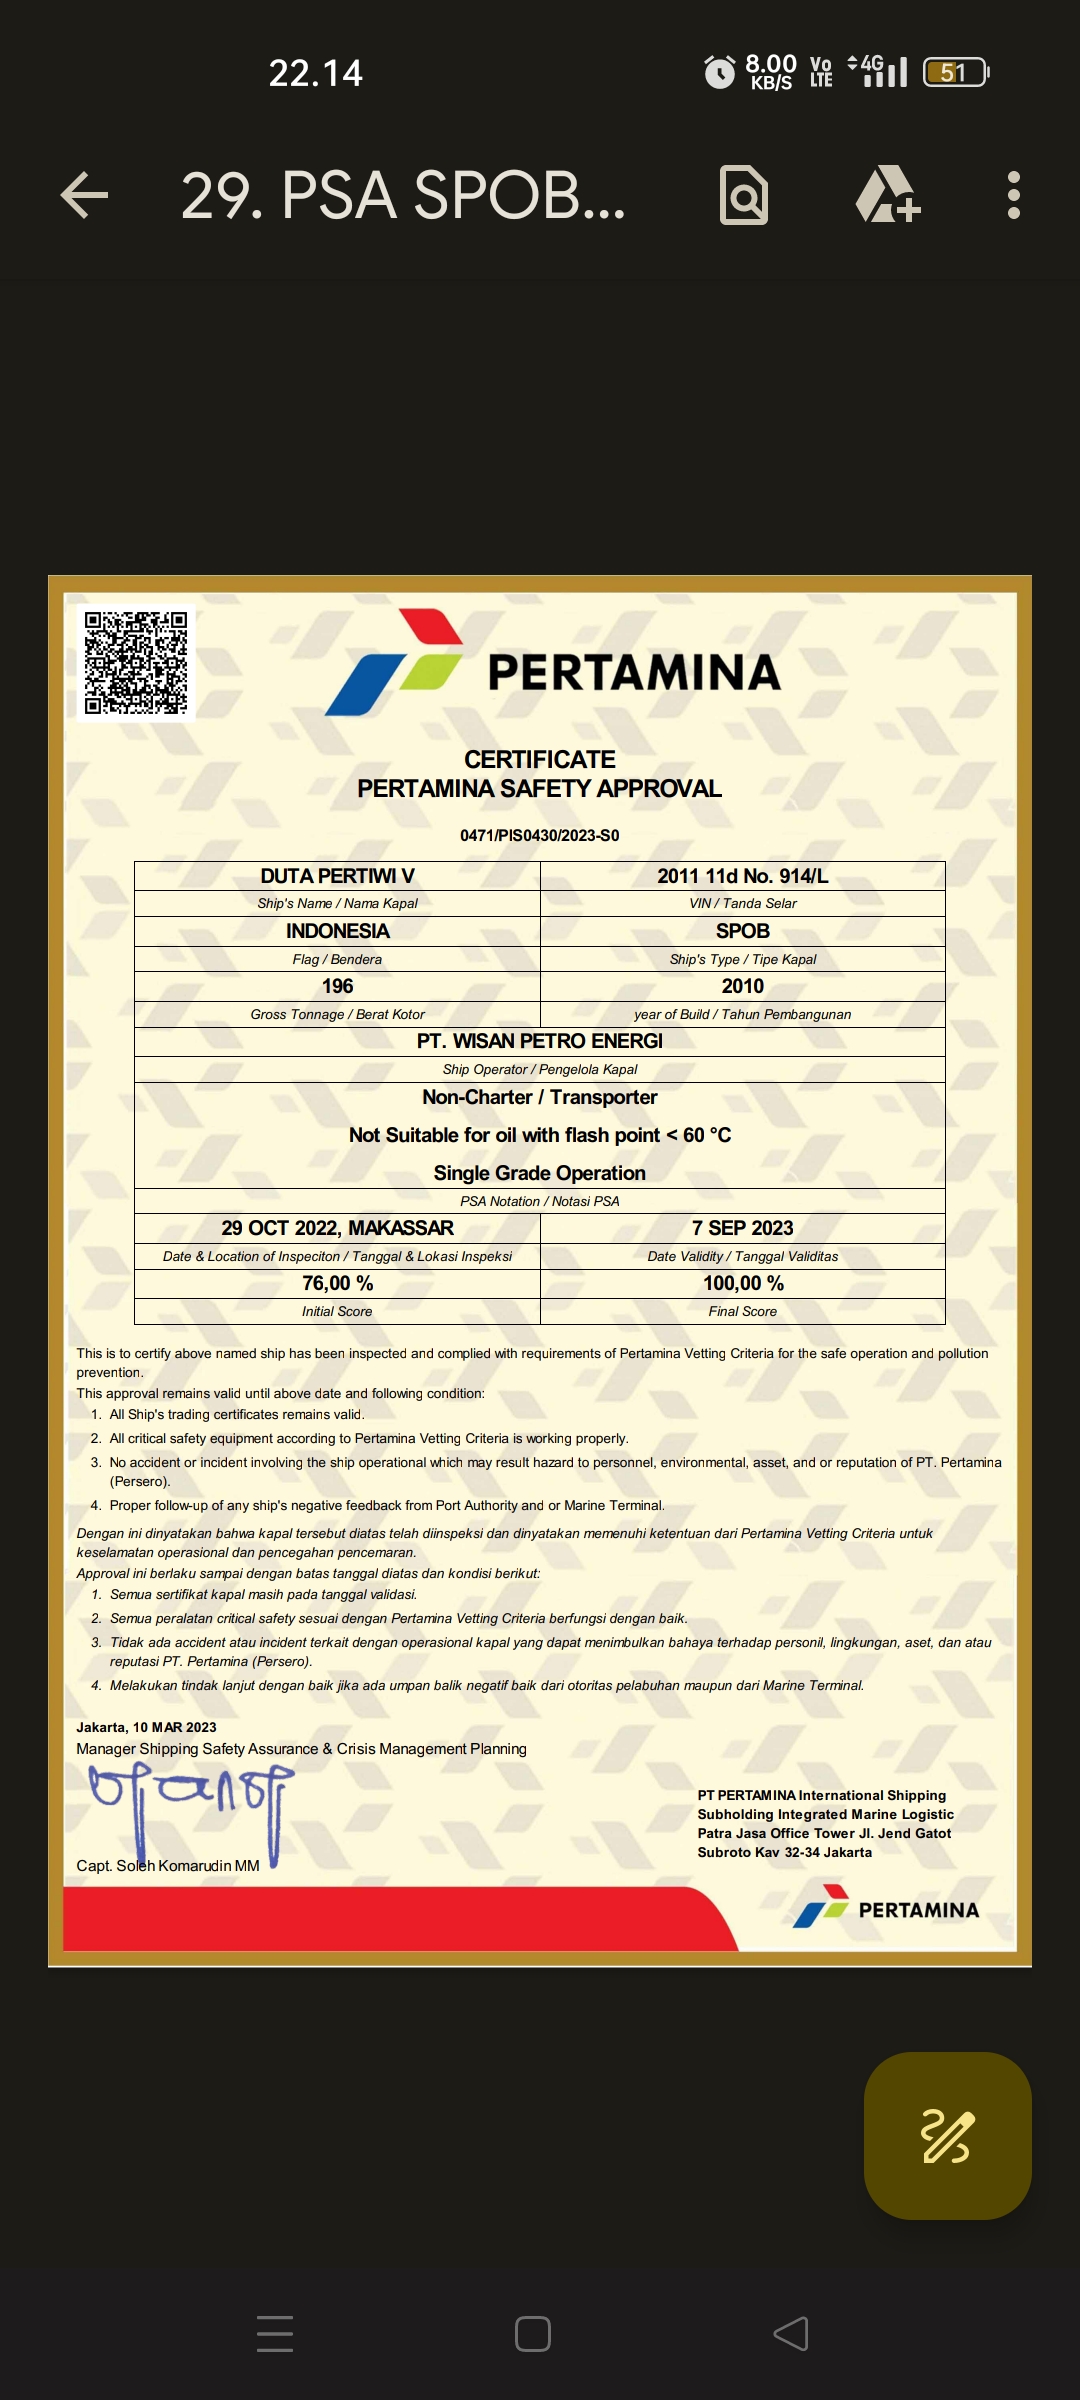 22.14
8.00 KB/S
Vo LTE
4G
51
29. PSA SPOB...
PERTAMINA
CERTIFICATE
PERTAMINA SAFETY APPROVAL
0471/PIS0430/2023-S0
DUTA PERTIWI V 2011 11d No. 914/L
Ship's Name / Nama Kapal VIN / Tanda Selar
INDONESIA SPOB
Flag / Bendera Ship's Type / Tipe Kapal
196 2010
Gross Tonnage / Berat Kotor year of Build / Tahun Pembangunan
PT. WISAN PETRO ENERGI
Ship Operator / Pengelola Kapal
Non-Charter / Transporter
Not Suitable for oil with flash point < 60 °C
Single Grade Operation
PSA Notation / Notasi PSA
29 OCT 2022, MAKASSAR 7 SEP 2023
Date & Location of Inspeciton / Tanggal & Lokasi Inspeksi Date Validity / Tanggal Validitas
76,00 % 100,00 %
Initial Score Final Score
This is to certify above named ship has been inspected and complied with requirements of Pertamina Vetting Criteria for the safe operation and pollution
prevention.
This approval remains valid until above date and following condition:
1. All Ship's trading certificates remains valid.
2. All critical safety equipment according to Pertamina Vetting Criteria is working properly.
3. No accident or incident involving the ship operational which may result hazard to personnel, environmental, asset, and or reputation of PT. Pertamina
(Persero).
4. Proper follow-up of any ship's negative feedback from Port Authority and or Marine Terminal.
Dengan ini dinyatakan bahwa kapal tersebut diatas telah diinspeksi dan dinyatakan memenuhi ketentuan dari Pertamina Vetting Criteria untuk
keselamatan operasional dan pencegahan pencemaran.
Approval ini berlaku sampai dengan batas tanggal diatas dan kondisi berikut:
1. Semua sertifikat kapal masih pada tanggal validasi.
2. Semua peralatan critical safety sesuai dengan Pertamina Vetting Criteria berfungsi dengan baik.
3. Tidak ada accident atau incident terkait dengan operasional kapal yang dapat menimbulkan bahaya terhadap personil, lingkungan, aset, dan atau
reputasi PT. Pertamina (Persero).
4. Melakukan tindak lanjut dengan baik jika ada umpan balik negatif baik dari otoritas pelabuhan maupun dari Marine Terminal.
Jakarta, 10 MAR 2023
Manager Shipping Safety Assurance & Crisis Management Planning
Capt. Soleh Komarudin MM
PT PERTAMINA International Shipping
Subholding Integrated Marine Logistic
Patra Jasa Office Tower Jl. Jend Gatot
Subroto Kav 32-34 Jakarta
PERTAMINA